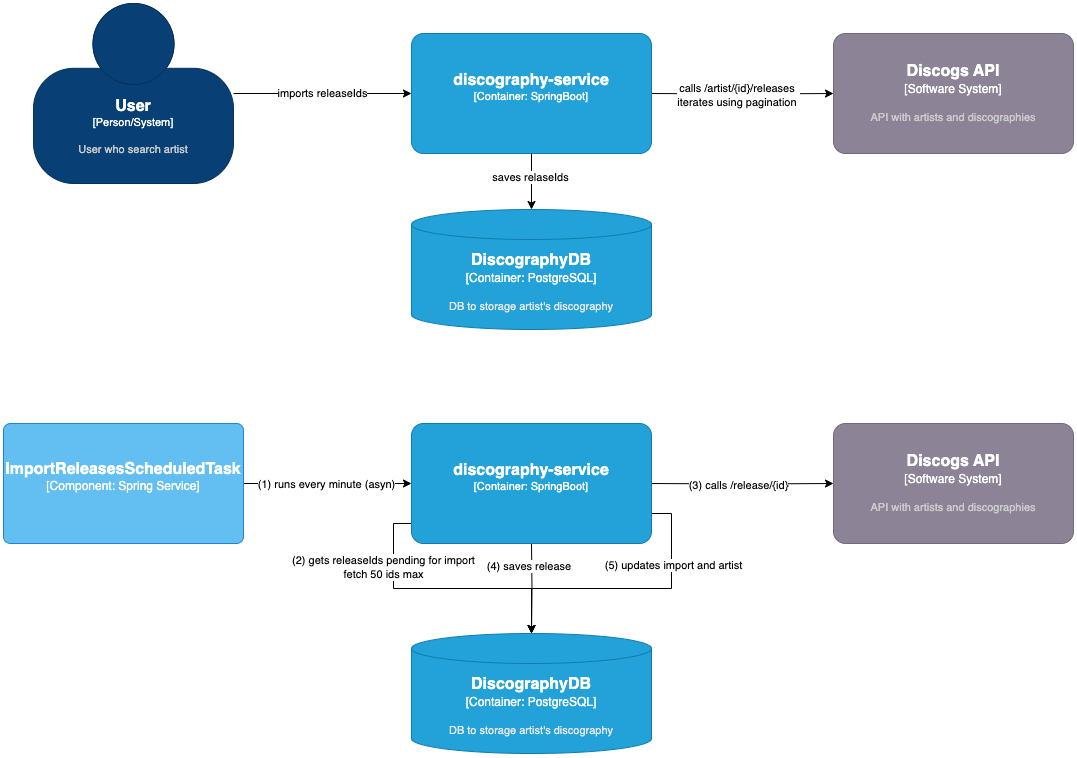 User
[Person/System]
User who search artist
imports releaseIds
discography-service
[Container: SpringBoot]
calls /artist/{id}/releases
iterates using pagination
Discogs API
[Software System]
API with artists and discographies
saves relaseIds
DiscographyDB
[Container: PostgreSQL]
DB to storage artist's discography
ImportReleasesScheduledTask
[Component: Spring Service]
(1) runs every minute (asyn)
discography-service
[Container: SpringBoot]
(3) calls /release/{id}
Discogs API
[Software System]
API with artists and discographies
(2) gets releaseIds pending for import
fetch 50 ids max
(4) saves release
(5) updates import and artist
DiscographyDB
[Container: PostgreSQL]
DB to storage artist's discography